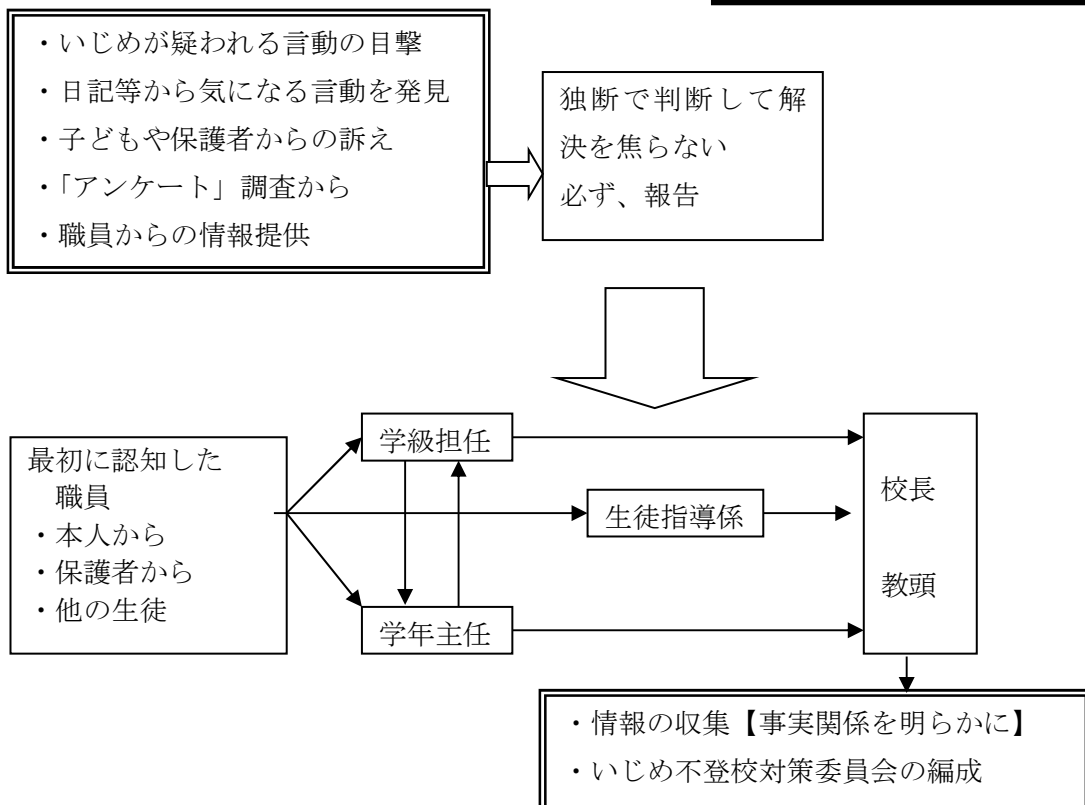 ・いじめが疑われる言動の目撃
・日記等から気になる言動を発見
・子どもや保護者からの訴え
・「アンケート」調査から
・職員からの情報提供
独断で判断して解
決を焦らない
必ず、報告
最初に認知した
職員
・本人から
・保護者から
・他の生徒
学級担任
生徒指導係
学年主任
校長
教頭
・情報の収集【事実関係を明らかに】
・いじめ不登校対策委員会の編成